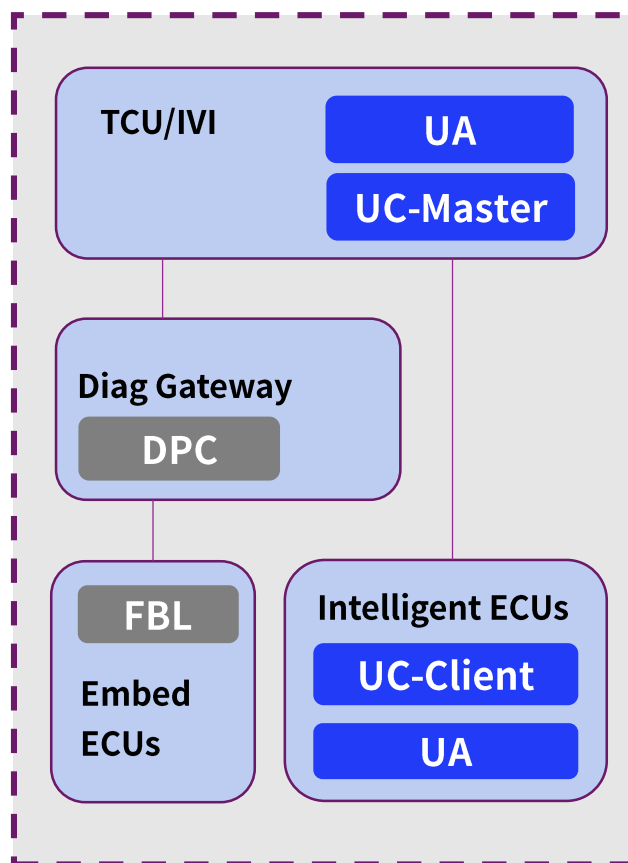 TCU/IVI
UA
UC-Master
Diag Gateway
DPC
FBL
Embed
ECUs
Intelligent ECUs
UC-Client
UA